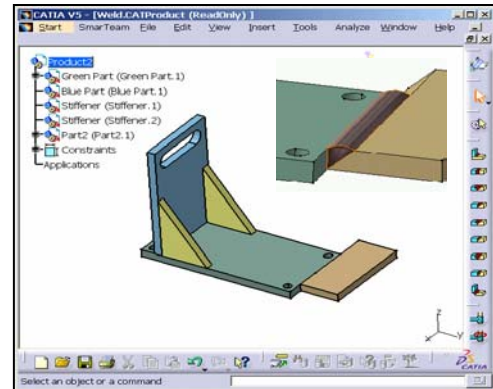 CATIA V5 - [Weld.CATProduct (ReadOnly) ]
Start SmarTeam File Edit View Insert Tools Analyze Window Help
Product2
Green Part (Green Part.1)
Blue Part (Blue Part.1)
Stiffener (Stiffener.1)
Stiffener (Stiffener.2)
Part2 (Part2.1)
Constraints
Applications
z
x
y
CATIA
Select an object or a command